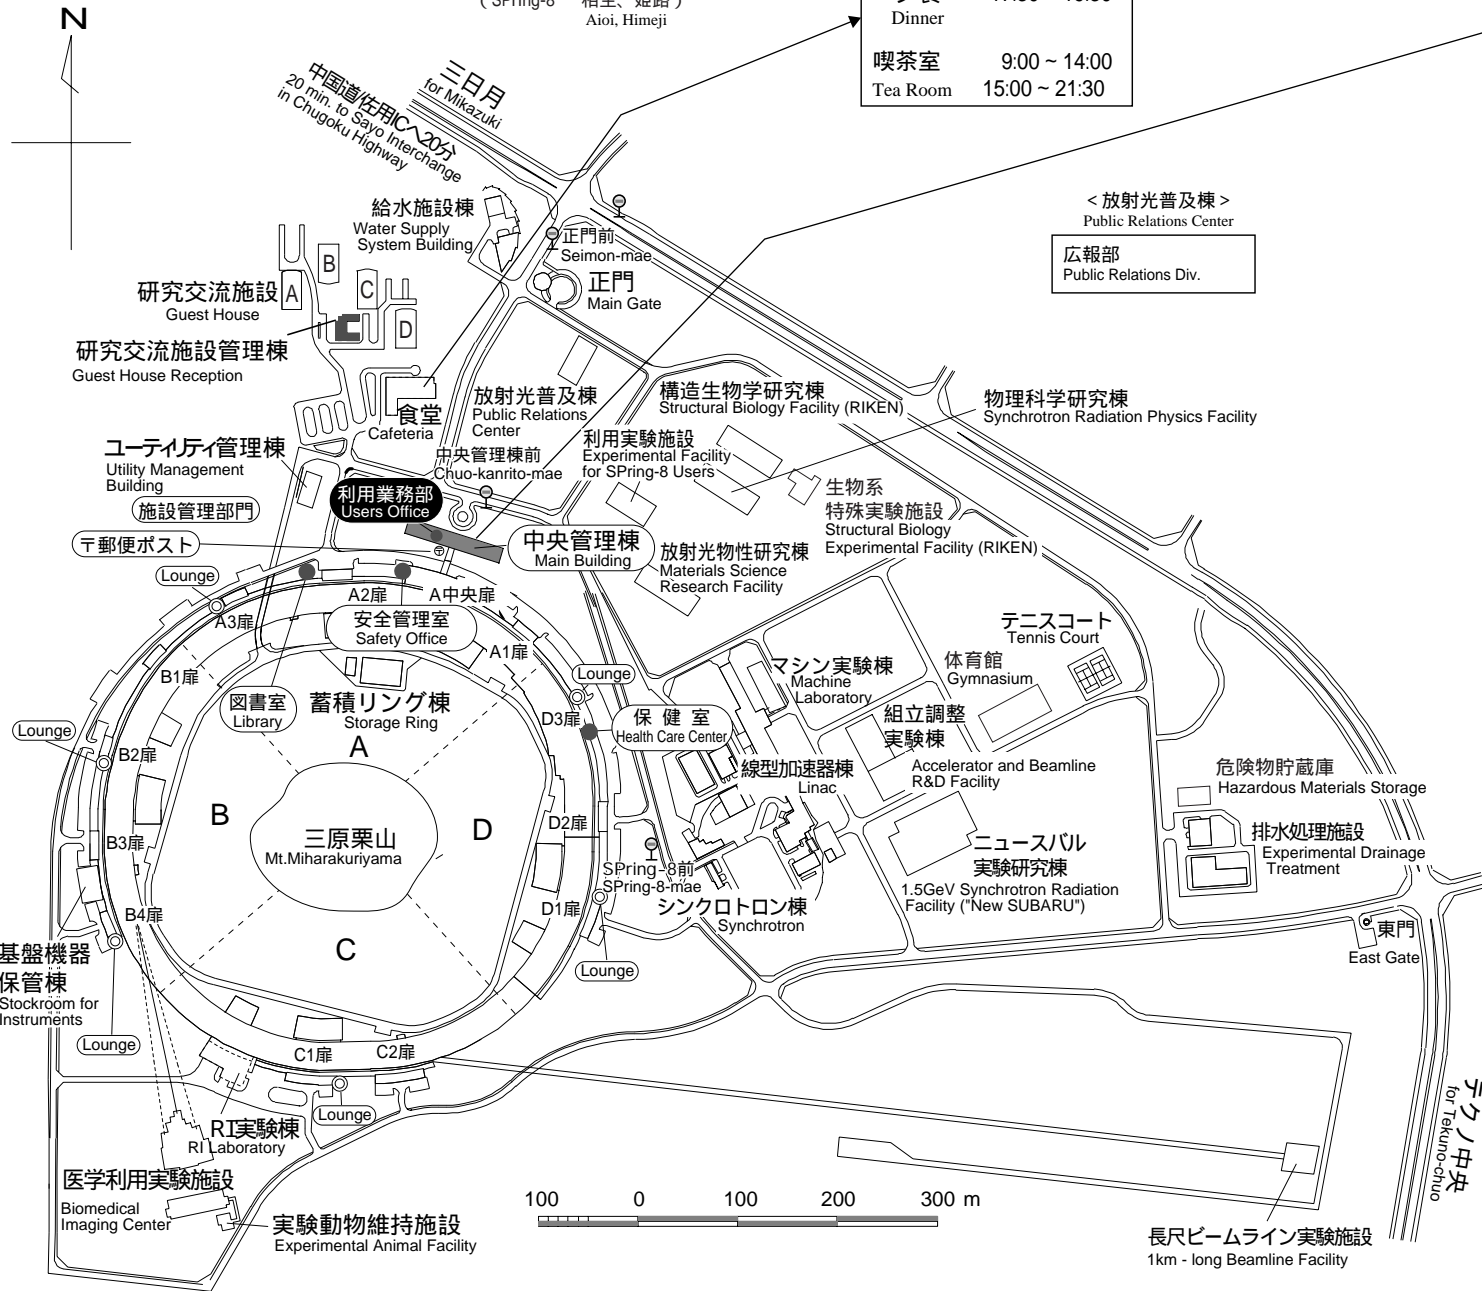 N
( SPring-8 相生、姫路 )
Aioi, Himeji
Dinner
喫茶室 9:00 ~ 14:00
Tea Room 15:00 ~ 21:30
中国道/佐用ICへ20分
20 min. to Sayo Interchange
in Chugoku Highway
三日月
for Mikazuki
< 放射光普及棟 >
Public Relations Center
広報部
Public Relations Div.
給水施設棟
Water Supply
System Building
正門前
Seimon-mae
正門
Main Gate
A
B
C
D
研究交流施設
Guest House
研究交流施設管理棟
Guest House Reception
食堂
Cafeteria
放射光普及棟
Public Relations
Center
構造生物学研究棟
Structural Biology Facility (RIKEN)
物理科学研究棟
Synchrotron Radiation Physics Facility
利用実験施設
Experimental Facility
for SPring-8 Users
中央管理棟前
Chuo-kanrito-mae
ユーティリティ管理棟
Utility Management
Building
施設管理部門
利用業務部
Users Office
〒郵便ポスト
中央管理棟
Main Building
生物系
特殊実験施設
Structural Biology
Experimental Facility (RIKEN)
放射光物性研究棟
Materials Science
Research Facility
Lounge
A2扉
A中央扉
A3扉
安全管理室
Safety Office
A1扉
テニスコート
Tennis Court
体育館
Gymnasium
マシン実験棟
Machine
Laboratory
B1扉
図書室
Library
蓄積リング棟
Storage Ring
Lounge
D3扉
保 健 室
Health Care Center
組立調整
実験棟
Accelerator and Beamline
R&D Facility
Lounge
B2扉
A
線型加速器棟
Linac
危険物貯蔵庫
Hazardous Materials Storage
B
三原栗山
Mt.Miharakuriyama
D
D2扉
B3扉
排水処理施設
Experimental Drainage
Treatment
ニュースバル
実験研究棟
1.5GeV Synchrotron Radiation
Facility ("New SUBARU")
SPring-8前
SPring-8-mae
シンクロトロン棟
Synchrotron
B4扉
D1扉
東門
East Gate
基盤機器
保管棟
Stockroom for
Instruments
C
Lounge
Lounge
C1扉
C2扉
Lounge
RI実験棟
RI Laboratory
医学利用実験施設
Biomedical
Imaging Center
実験動物維持施設
Experimental Animal Facility
100 0 100 200 300 m
テクノ中央
for Tekuno-chuo
長尺ビームライン実験施設
1km - long Beamline Facility